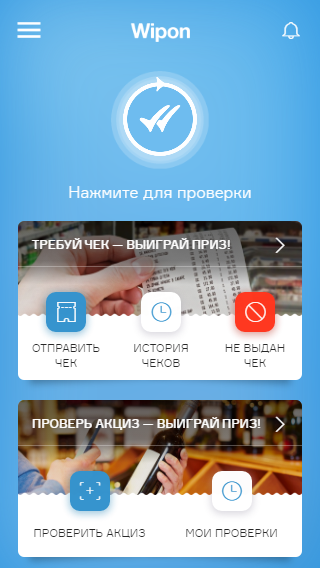 Wipon
Нажмите для проверки
ТРЕБУЙ ЧЕК — ВЫИГРАЙ ПРИЗ!
ОТПРАВИТЬ
ЧЕК
ИСТОРИЯ
ЧЕКОВ
НЕ ВЫДАН
ЧЕК
ПРОВЕРЬ АКЦИЗ — ВЫИГРАЙ ПРИЗ!
ПРОВЕРИТЬ АКЦИЗ
МОИ ПРОВЕРКИ